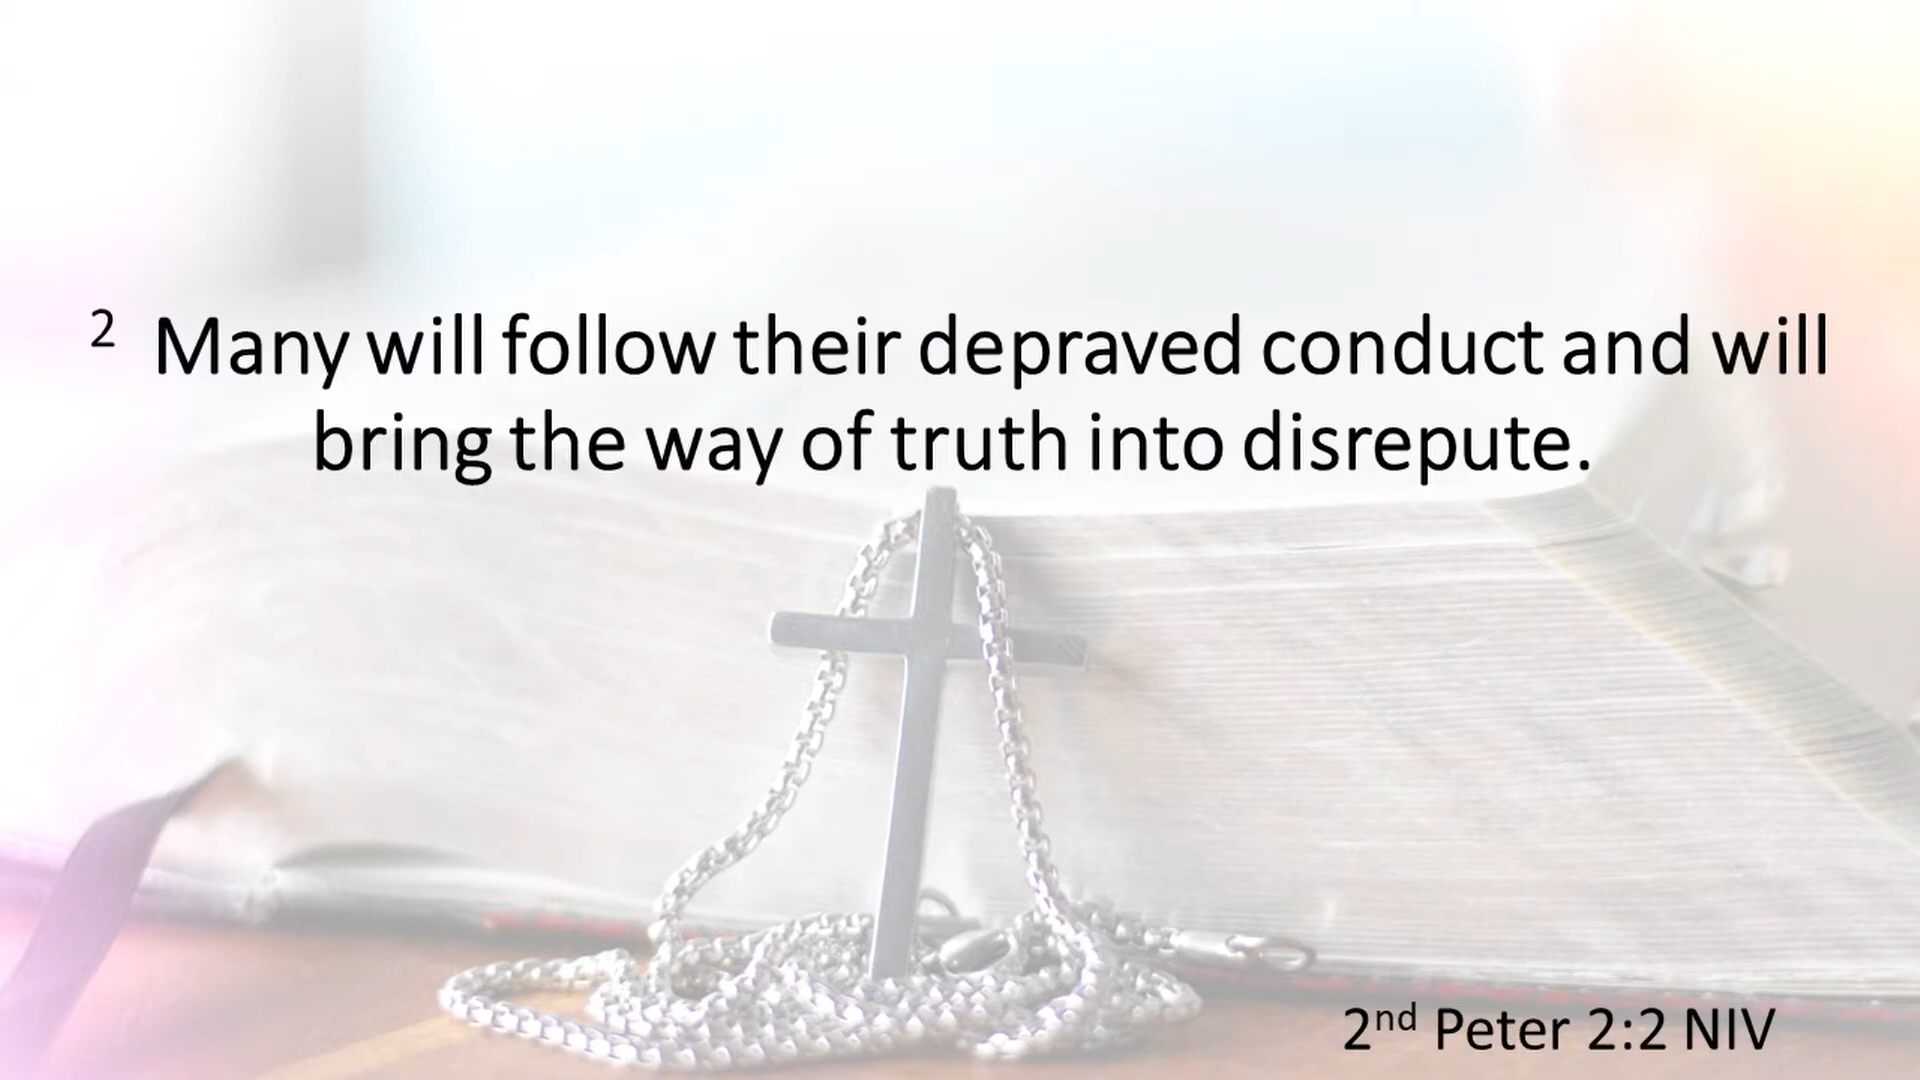 2 Many will follow their depraved conduct and will
bring the way of truth into disrepute.
2nd Peter 2:2 NIV